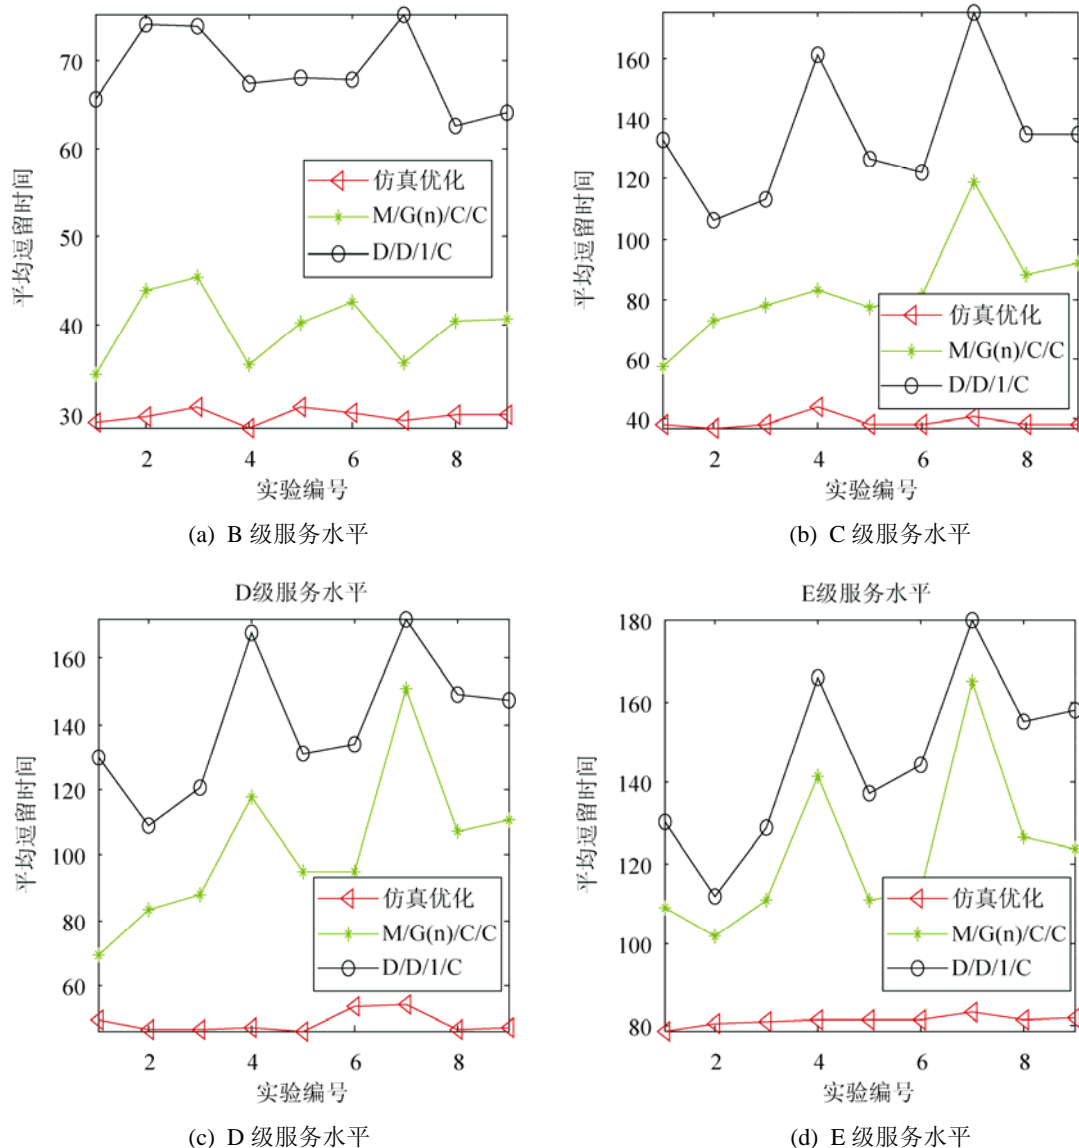 70
60
50
40
30
平均逗留时间
仿真优化
M/G(n)/C/C
D/D/1/C
2 4 6 8
实验编号
(a) B 级服务水平
160
140
120
100
80
60
40
平均逗留时间
仿真优化
M/G(n)/C/C
D/D/1/C
2 4 6 8
实验编号
(b) C 级服务水平
D级服务水平
160
140
120
100
80
60
平均逗留时间
仿真优化
M/G(n)/C/C
D/D/1/C
2 4 6 8
实验编号
(c) D 级服务水平
E级服务水平
180
160
140
120
100
80
平均逗留时间
仿真优化
M/G(n)/C/C
D/D/1/C
2 4 6 8
实验编号
(d) E 级服务水平